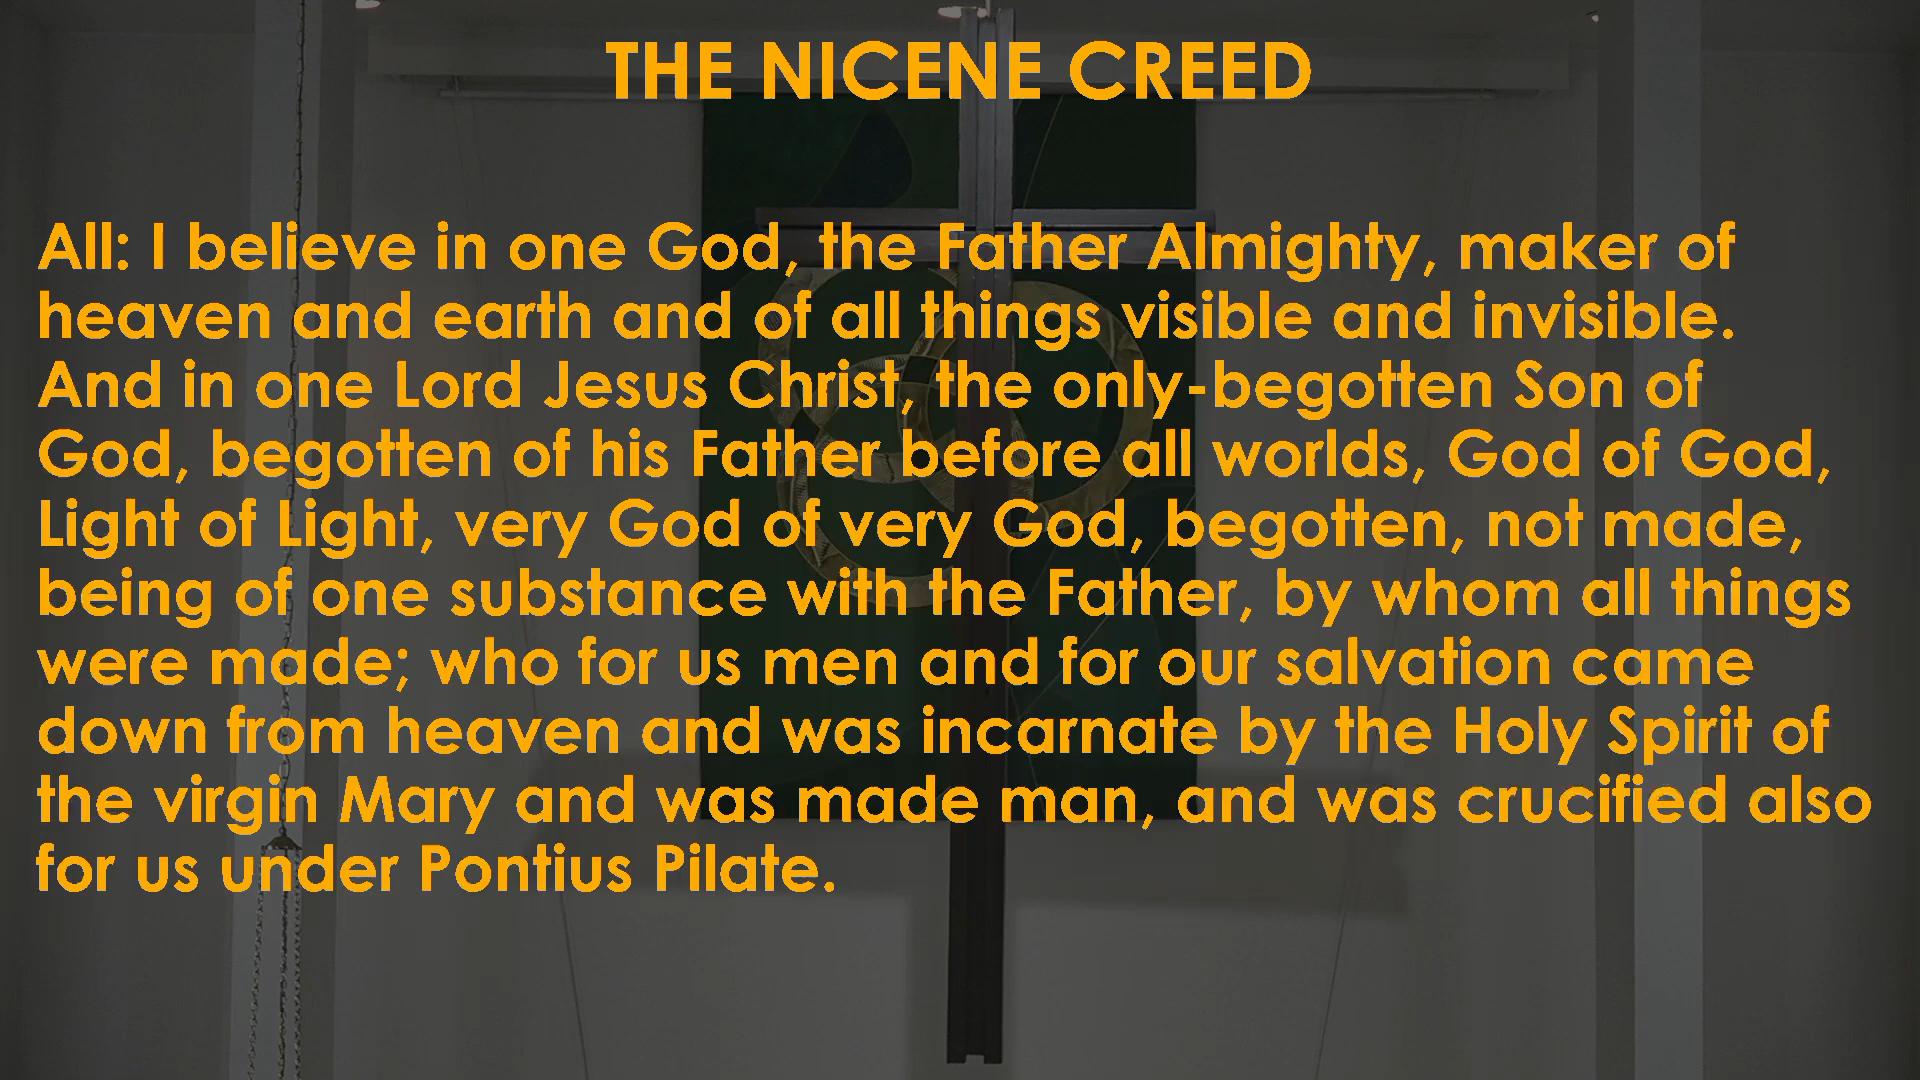 THE NICENE CREED
All: I believe in one God, the Father Almighty, maker of
heaven and earth and of all things visible and invisible.
And in one Lord Jesus Christ, the only-begotten Son of
God, begotten of his Father before all worlds, God of God,
Light of Light, very God of very God, begotten, not made,
being of one substance with the Father, by whom all things
were made; who for us men and for our salvation came
down from heaven and was incarnate by the Holy Spirit of
the virgin Mary and was made man, and was crucified also
for us under Pontius Pilate.